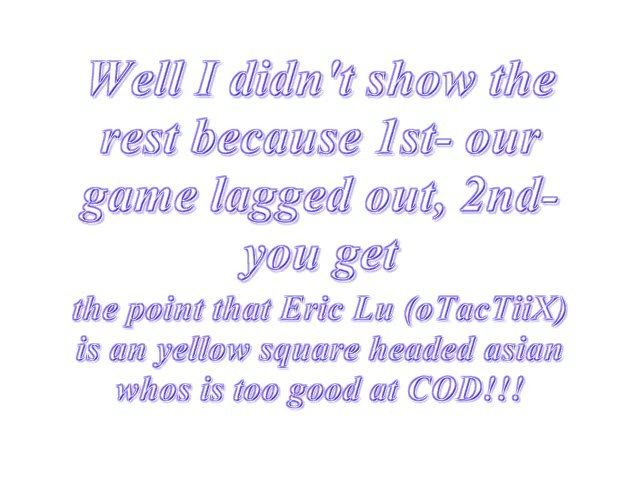 Well I didn't show the
rest because 1st- our
game lagged out, 2nd-
you get
the point that Eric Lu (oTacTiiX)
is an yellow square headed asian
whos is too good at COD!!!